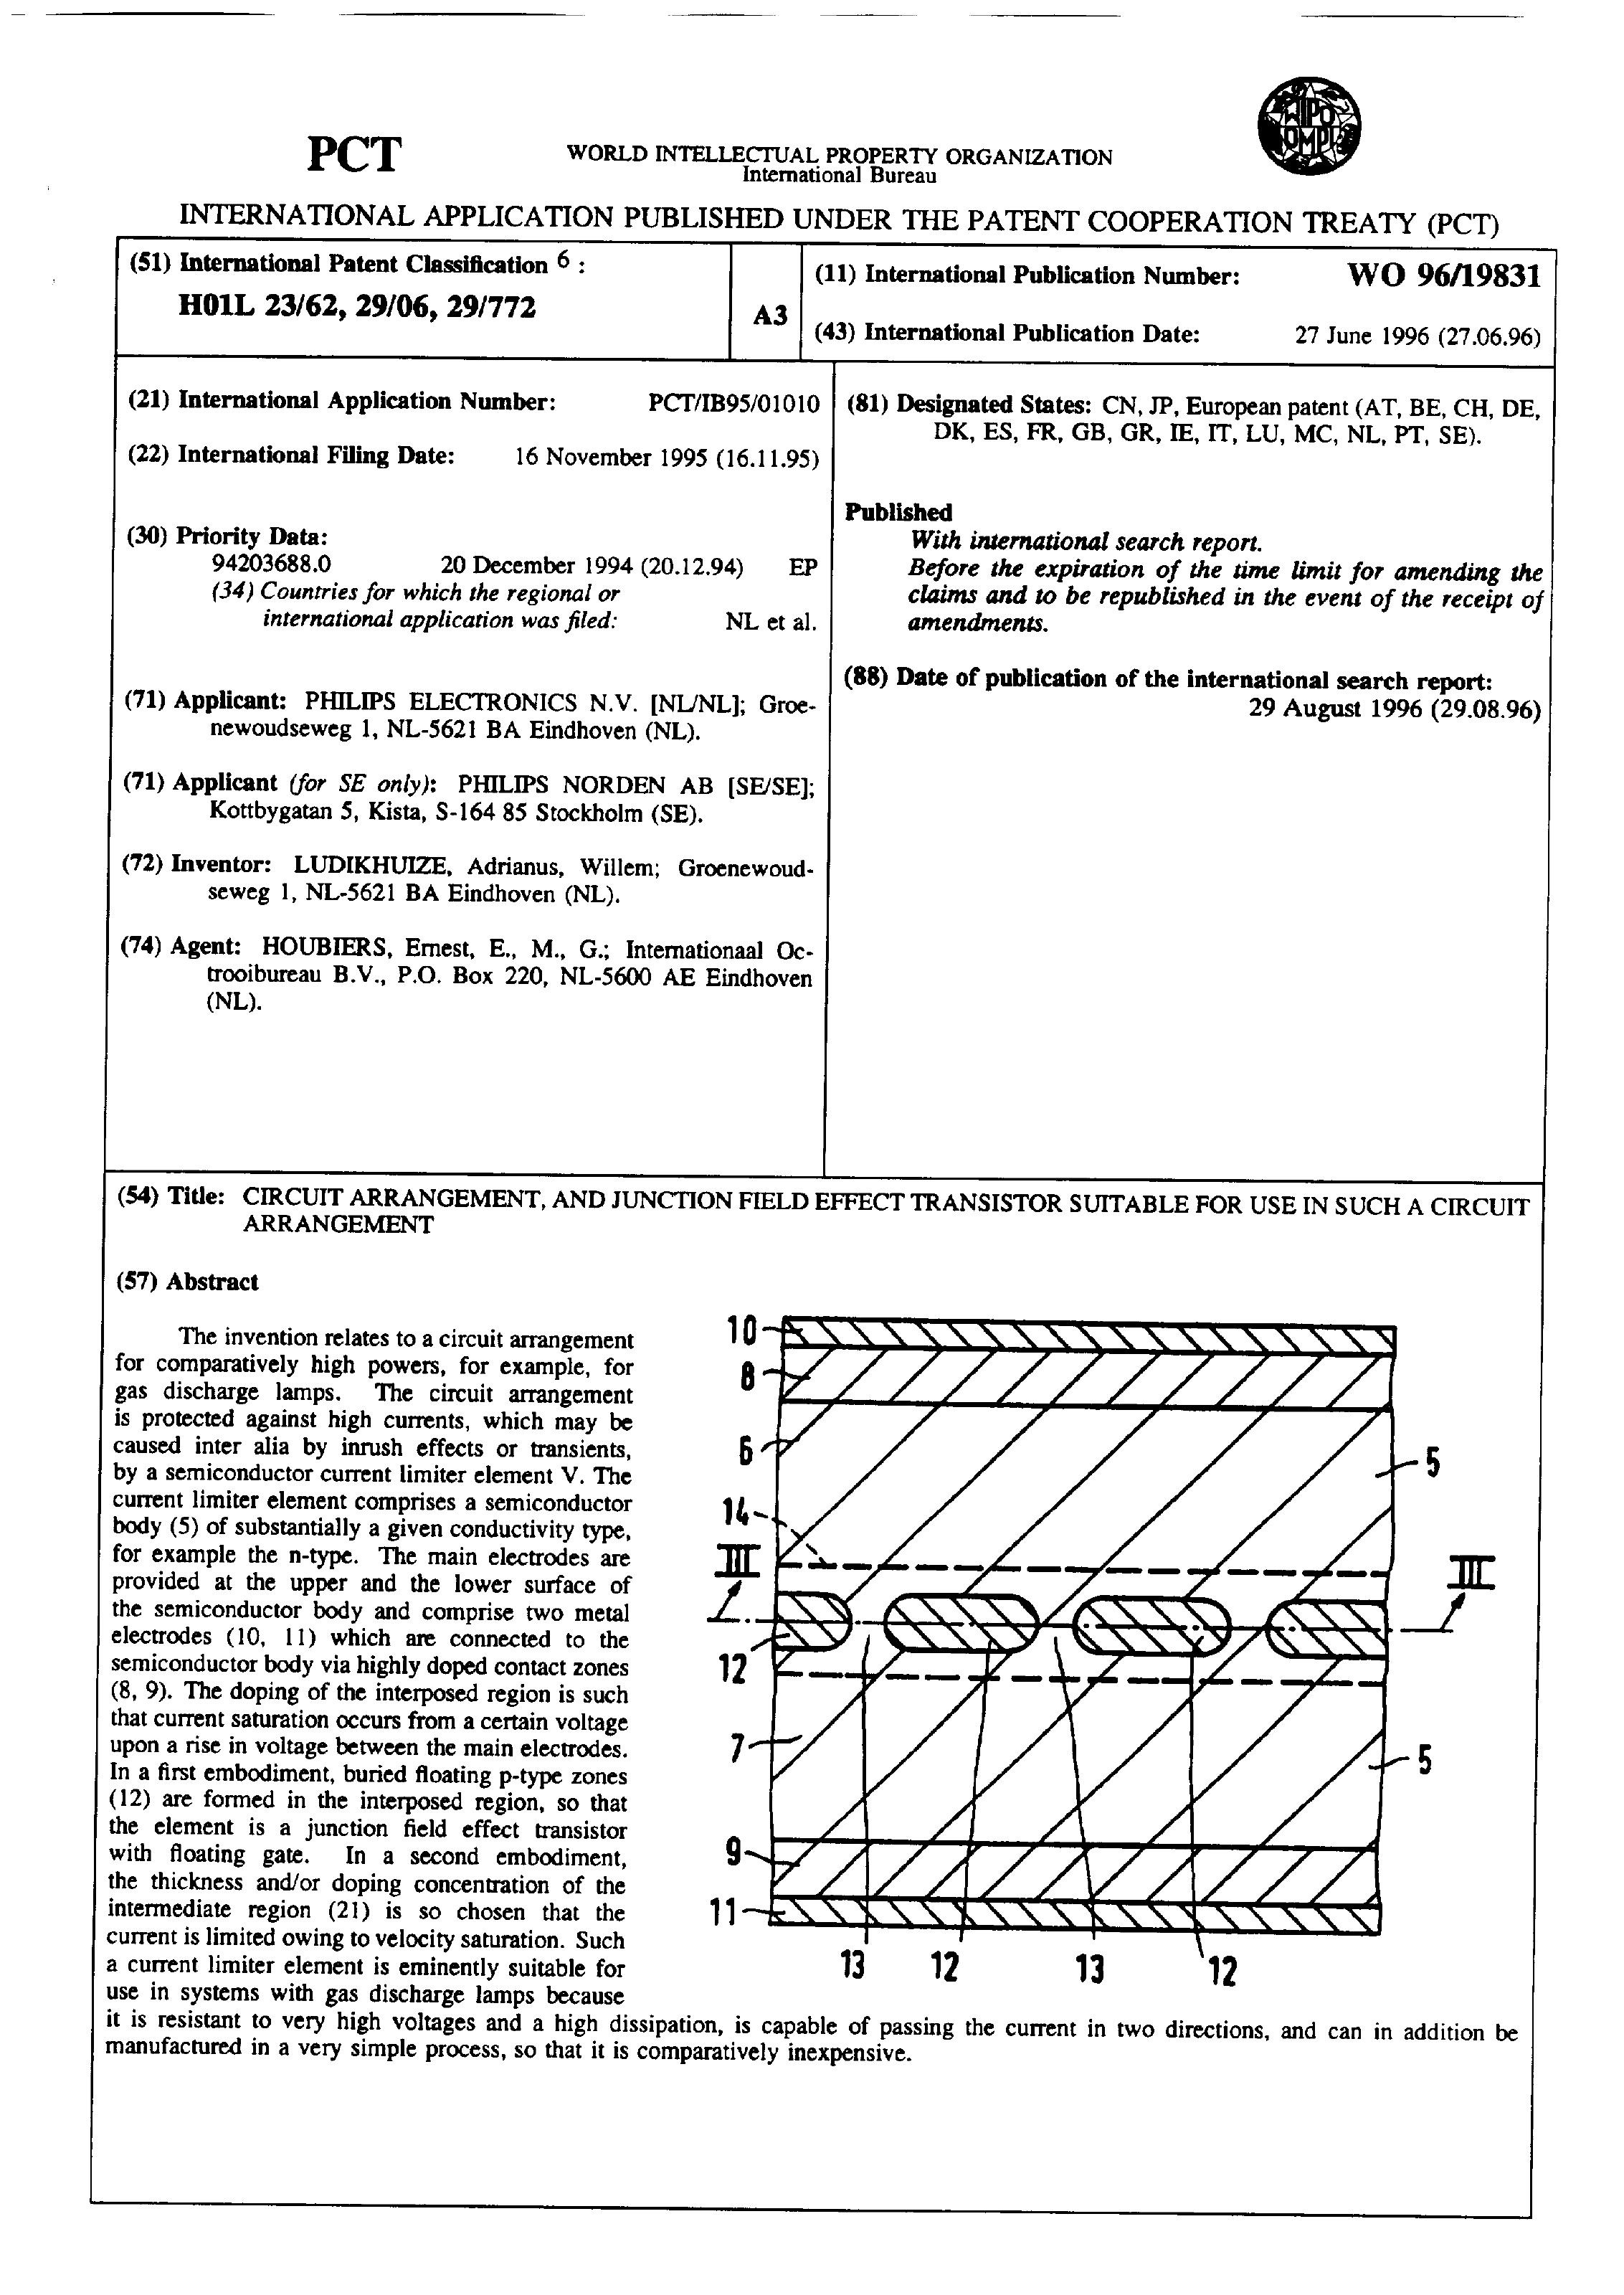 PCT
WORLD INTELLECTUAL PROPERTY ORGANIZATION
International Bureau
WIPO
OMPI
INTERNATIONAL APPLICATION PUBLISHED UNDER THE PATENT COOPERATION TREATY (PCT)
(51) International Patent Classification 6 :
H01L 23/62, 29/06, 29/772
A3
(11) International Publication Number: WO 96/19831
(43) International Publication Date: 27 June 1996 (27.06.96)
(21) International Application Number: PCT/IB95/01010
(22) International Filing Date: 16 November 1995 (16.11.95)
(30) Priority Data:
94203688.0 20 December 1994 (20.12.94) EP
(34) Countries for which the regional or
international application was filed: NL et al.
(71) Applicant: PHILIPS ELECTRONICS N.V. [NL/NL]; Groe-
newoudseweg 1, NL-5621 BA Eindhoven (NL).
(71) Applicant (for SE only): PHILIPS NORDEN AB [SE/SE];
Kottbygatan 5, Kista, S-164 85 Stockholm (SE).
(72) Inventor: LUDIKHUIZE, Adrianus, Willem; Groenewoud-
seweg 1, NL-5621 BA Eindhoven (NL).
(74) Agent: HOUBIERS, Ernest, E., M., G.; Internationaal Oc-
trooibureau B.V., P.O. Box 220, NL-5600 AE Eindhoven
(NL).
(81) Designated States: CN, JP, European patent (AT, BE, CH, DE,
DK, ES, FR, GB, GR, IE, IT, LU, MC, NL, PT, SE).
Published
With international search report.
Before the expiration of the time limit for amending the
claims and to be republished in the event of the receipt of
amendments.
(88) Date of publication of the international search report:
29 August 1996 (29.08.96)
(54) Title: CIRCUIT ARRANGEMENT, AND JUNCTION FIELD EFFECT TRANSISTOR SUITABLE FOR USE IN SUCH A CIRCUIT
ARRANGEMENT
(57) Abstract
The invention relates to a circuit arrangement
for comparatively high powers, for example, for
gas discharge lamps. The circuit arrangement
is protected against high currents, which may be
caused inter alia by inrush effects or transients,
by a semiconductor current limiter element V. The
current limiter element comprises a semiconductor
body (5) of substantially a given conductivity type,
for example the n-type. The main electrodes are
provided at the upper and the lower surface of
the semiconductor body and comprise two metal
electrodes (10, 11) which are connected to the
semiconductor body via highly doped contact zones
(8, 9). The doping of the interposed region is such
that current saturation occurs from a certain voltage
upon a rise in voltage between the main electrodes.
In a first embodiment, buried floating p-type zones
(12) are formed in the interposed region, so that
the element is a junction field effect transistor
with floating gate. In a second embodiment,
the thickness and/or doping concentration of the
intermediate region (21) is so chosen that the
current is limited owing to velocity saturation. Such
a current limiter element is eminently suitable for
use in systems with gas discharge lamps because
it is resistant to very high voltages and a high dissipation, is capable of passing the current in two directions, and can in addition be
manufactured in a very simple process, so that it is comparatively inexpensive.
10
8
6
5
14
III
III
12
7
5
9
11
13 12 13 12